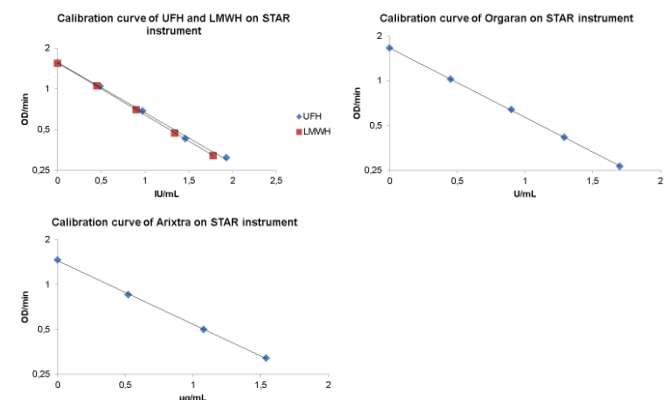 Calibration curve of UFH and LMWH on STAR
instrument
2
1
0,5
0,25
OD/min
0
0,5
1
1,5
2
2,5
IU/mL
UFH
LMWH
Calibration curve of Orgaran on STAR instrument
2
1
0,5
0,25
OD/min
0
0,5
1
1,5
2
U/mL
Calibration curve of Arixtra on STAR instrument
2
1
0,5
0,25
OD/min
0
0,5
1
1,5
2
µg/mL